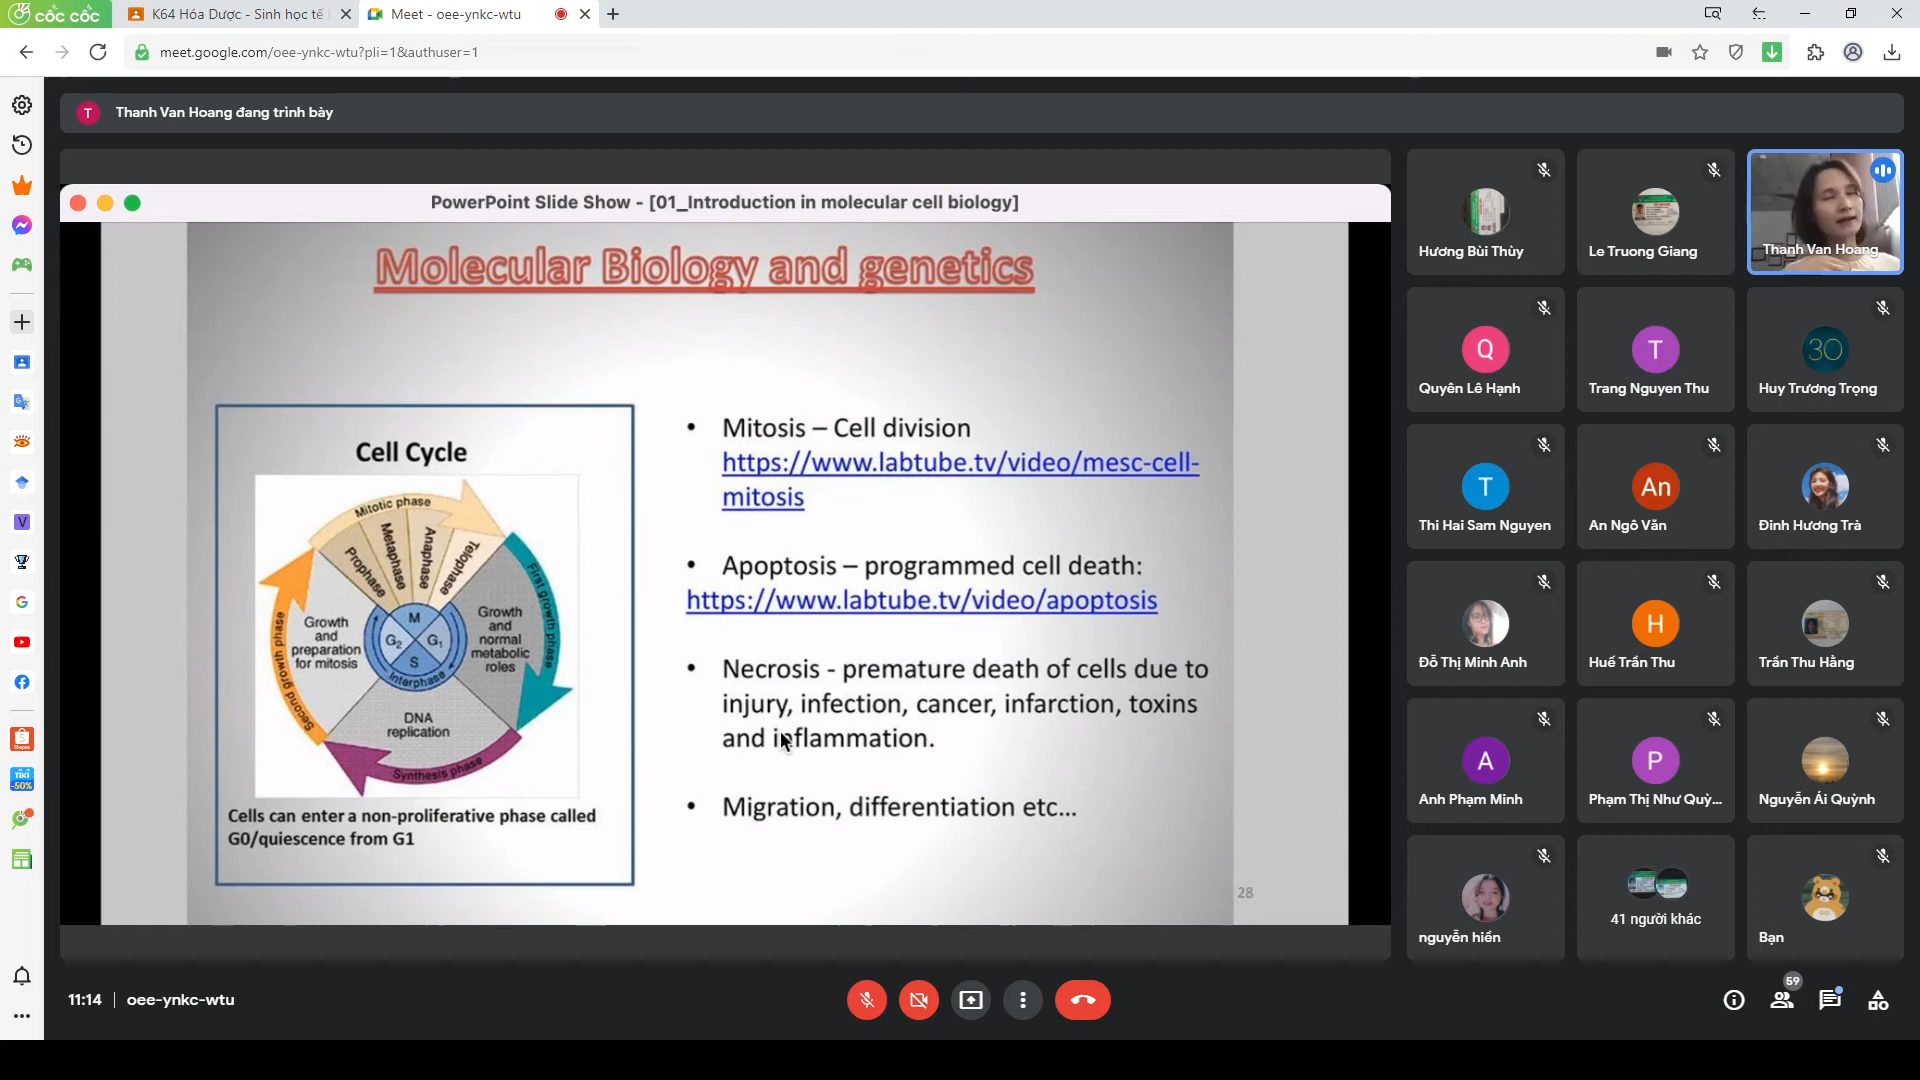 cốc cốc
K64 Hóa Dược - Sinh học tế
Meet - oee-ynkc-wtu
meet.google.com/oee-ynkc-wtu?pli=1&authuser=1
T
Thanh Van Hoang đang trình bày
PowerPoint Slide Show - [01_Introduction in molecular cell biology]
Molecular Biology and genetics
Cell Cycle
Mitotic phase
Prophase
Metaphase
Anaphase
Telophase
First growth phase
Second growth phase
Growth
and
preparation
for mitosis
M
G2
G1
S
Interphase
Growth
and
normal
metabolic
roles
DNA
replication
Synthesis phase
Cells can enter a non-proliferative phase called
G0/quiescence from G1
• Mitosis – Cell division
https://www.labtube.tv/video/mesc-cell-
mitosis
• Apoptosis – programmed cell death:
https://www.labtube.tv/video/apoptosis
• Necrosis - premature death of cells due to
injury, infection, cancer, infarction, toxins
and inflammation.
• Migration, differentiation etc...
28
Hương Bùi Thùy
Le Truong Giang
Thanh Van Hoang
Q
Quyên Lê Hạnh
T
Trang Nguyen Thu
30
Huy Trương Trọng
T
Thi Hai Sam Nguyen
An
An Ngô Văn
Đinh Hương Trà
Đỗ Thị Minh Anh
H
Huế Trần Thu
Trần Thu Hằng
A
Anh Phạm Minh
P
Phạm Thị Như Quỳ...
Nguyễn Ái Quỳnh
nguyễn hiền
41 người khác
Bạn
V
G
Shopee
TIKI
-50%
11:14
oee-ynkc-wtu
59